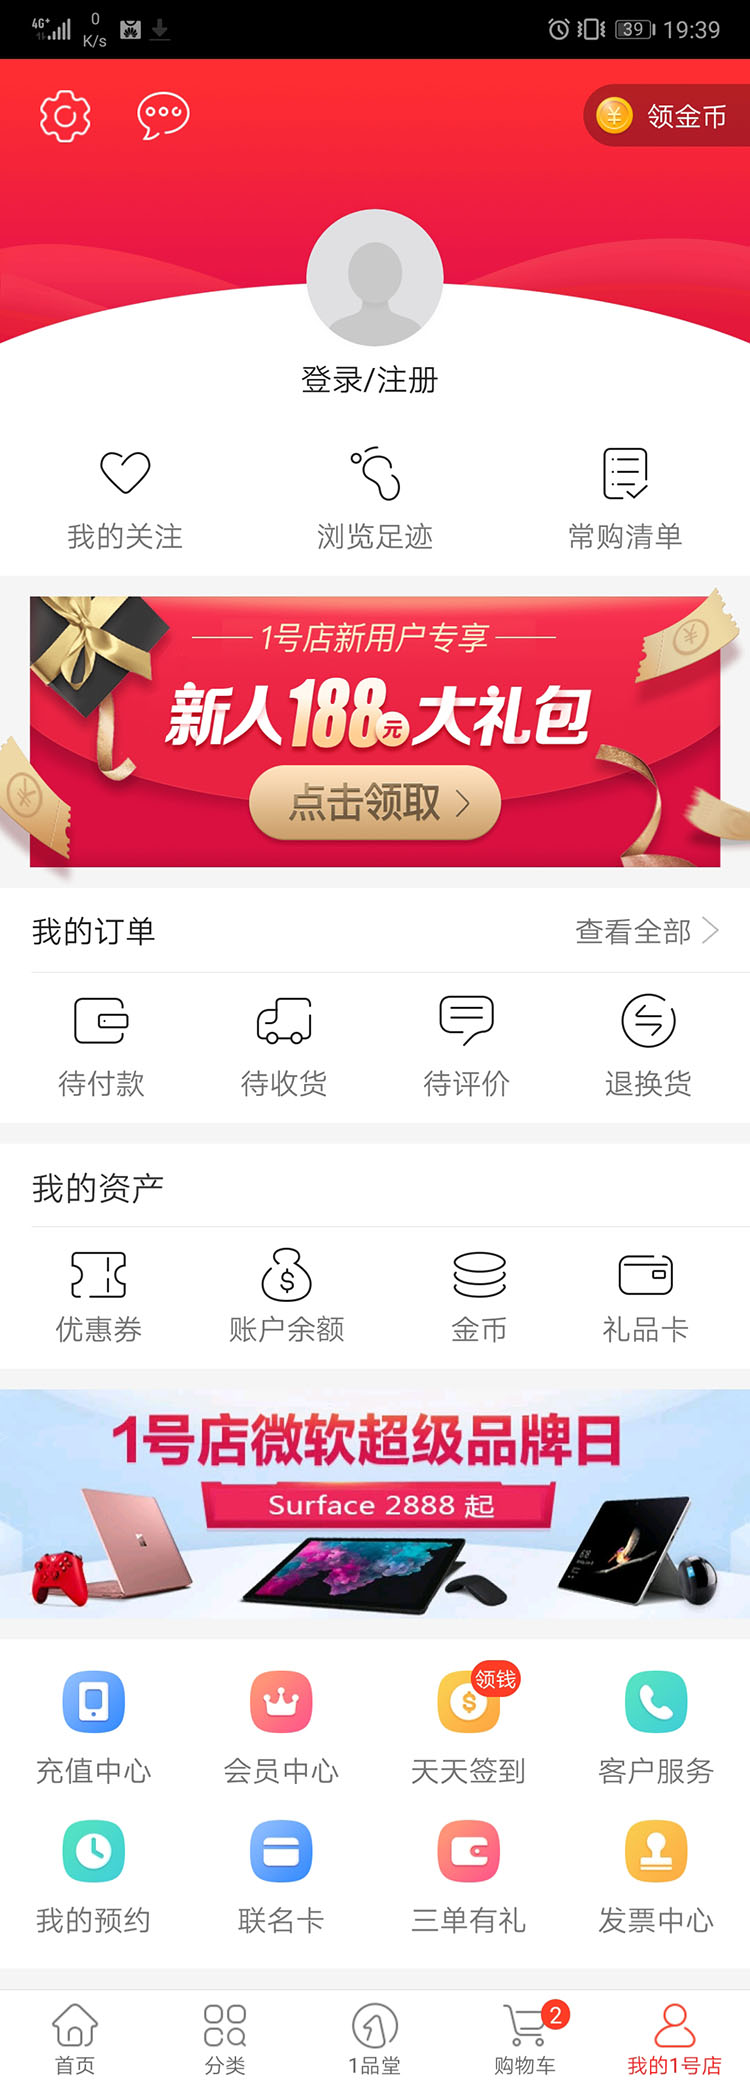 4G+ 0 K/s 39 19:39
领金币
登录/注册
我的关注 浏览足迹 常购清单
1号店新用户专享
新人188元大礼包
点击领取
我的订单 查看全部
待付款 待收货 待评价 退换货
我的资产
优惠券 账户余额 金币 礼品卡
1号店微软超级品牌日
Surface 2888 起
领钱
充值中心 会员中心 天天签到 客户服务
我的预约 联名卡 三单有礼 发票中心
2
首页 分类 1品堂 购物车 我的1号店